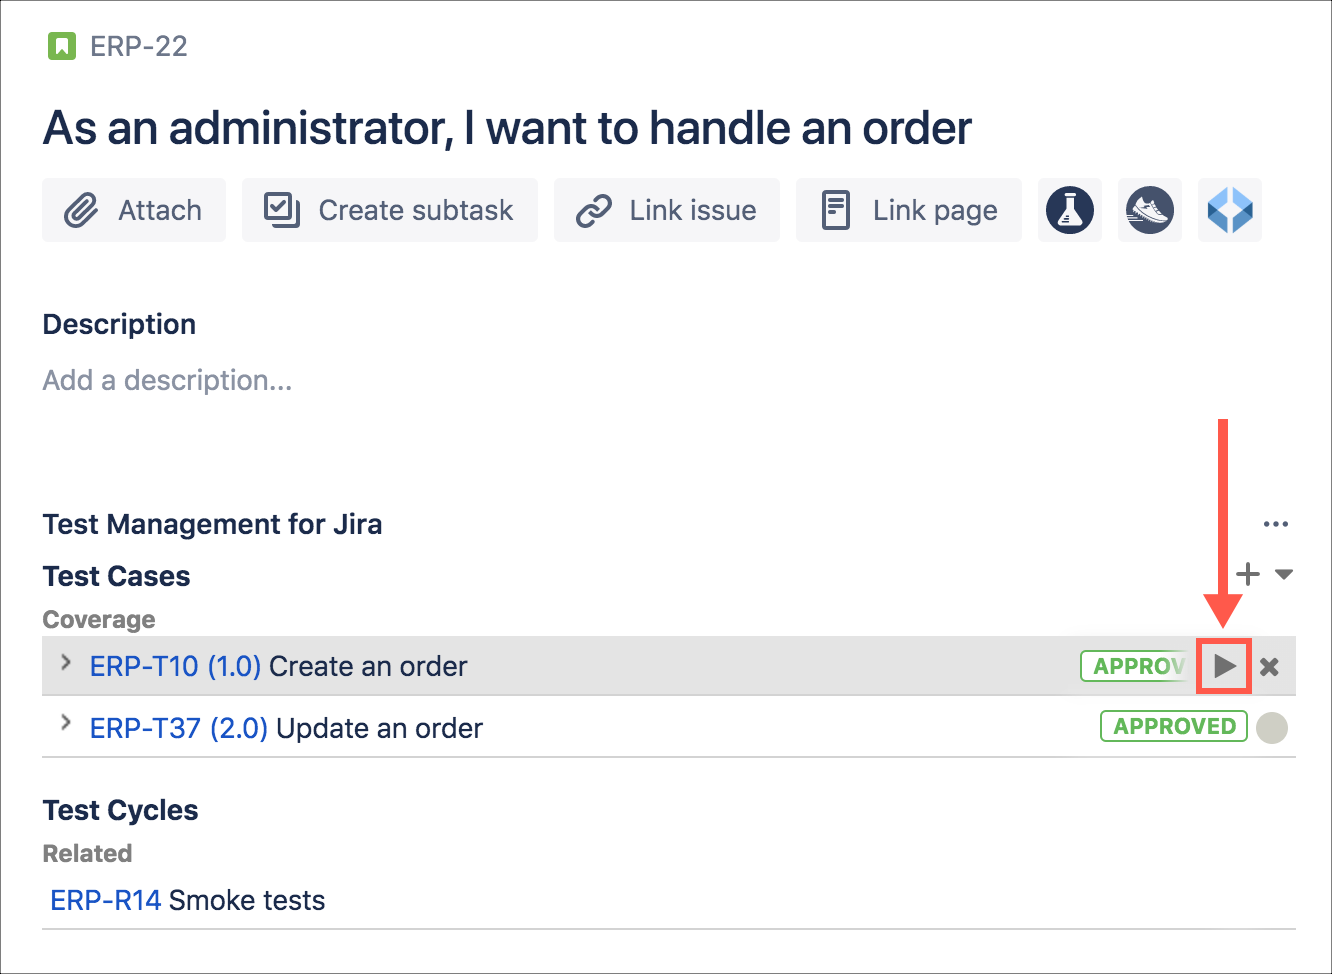 ERP-22
As an administrator, I want to handle an order
Attach
Create subtask
Link issue
Link page
Description
Add a description...
Test Management for Jira
Test Cases
Coverage
ERP-T10 (1.0) Create an order APPROV
ERP-T37 (2.0) Update an order APPROVED
Test Cycles
Related
ERP-R14 Smoke tests